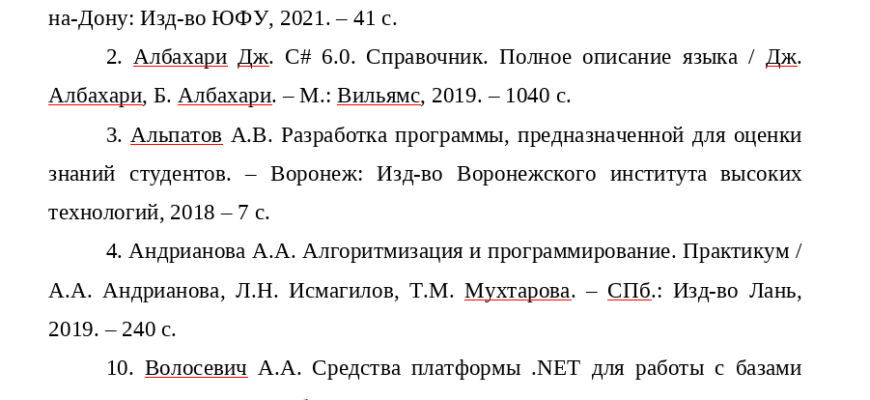 на-Дону: Изд-во ЮФУ, 2021. – 41 с.
2. Албахари Дж. C# 6.0. Справочник. Полное описание языка / Дж.
Албахари, Б. Албахари. – М.: Вильямс, 2019. – 1040 с.
3. Альпатов А.В. Разработка программы, предназначенной для оценки
знаний студентов. – Воронеж: Изд-во Воронежского института высоких
технологий, 2018 – 7 с.
4. Андрианова А.А. Алгоритмизация и программирование. Практикум /
А.А. Андрианова, Л.Н. Исмагилов, Т.М. Мухтарова. – СПб.: Изд-во Лань,
2019. – 240 с.
10. Волосевич А.А. Средства платформы .NET для работы с базами